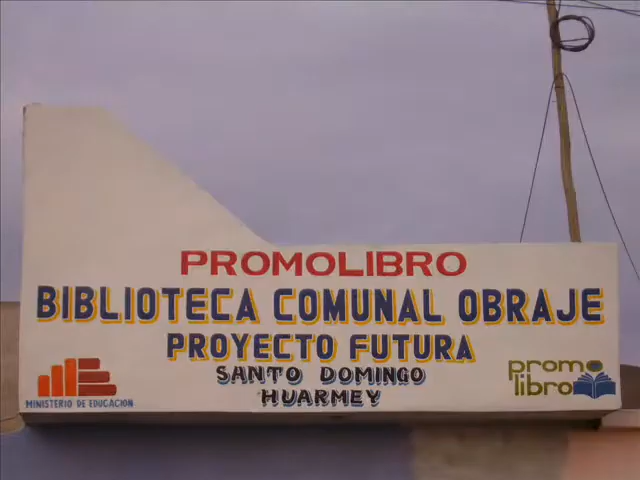 PROMOLIBRO
BIBLIOTECA COMUNAL OBRAJE
PROYECTO FUTURA
SANTO DOMINGO
HUARMEY
MINISTERIO DE EDUCACION
promo
libro